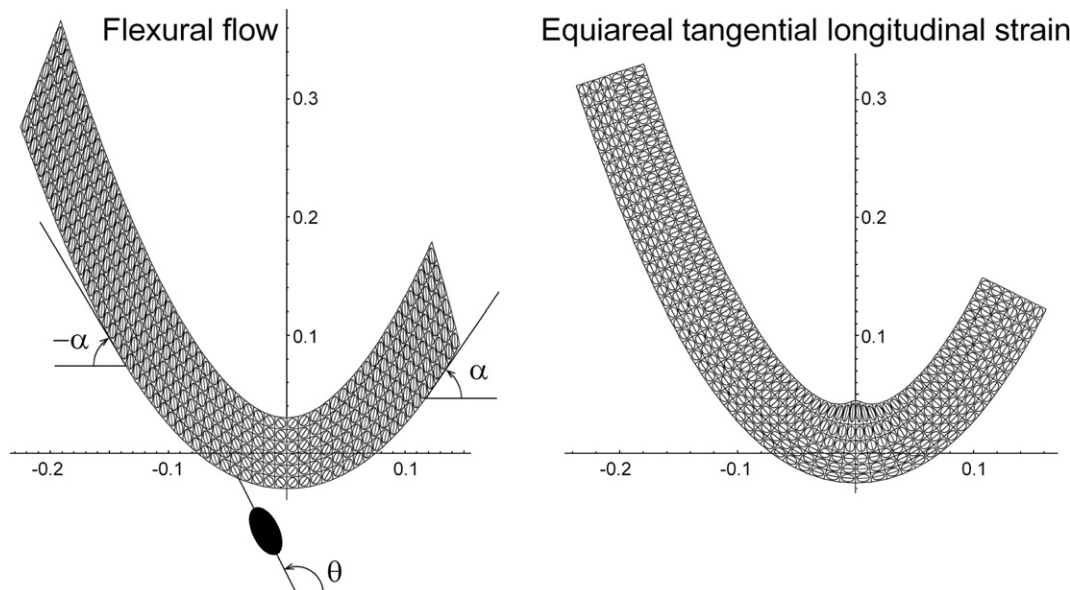 Flexural flow
Equiareal tangential longitudinal strain
0.3
0.2
0.1
−α
α
-0.2
-0.1
0.1
θ
0.3
0.2
0.1
-0.2
-0.1
0.1